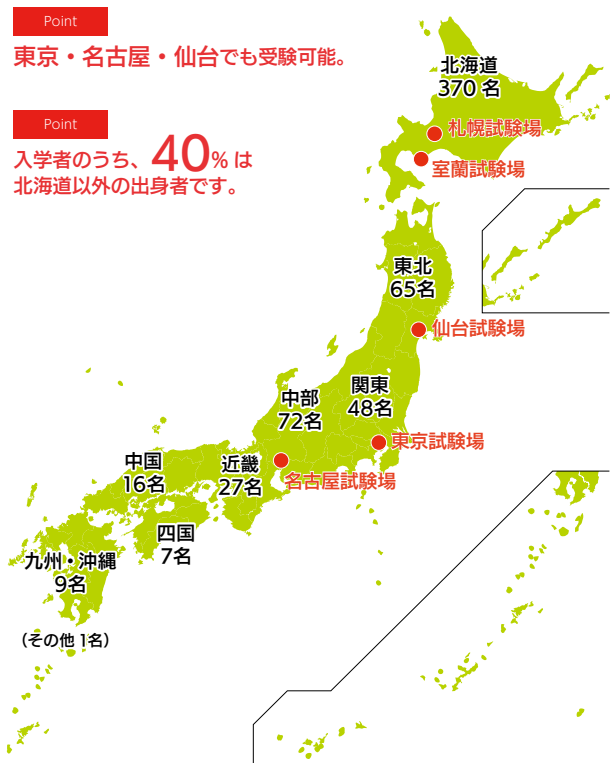 Point
東京・名古屋・仙台でも受験可能。
Point
入学者のうち、40%は
北海道以外の出身者です。
北海道
370名
札幌試験場
室蘭試験場
東北
65名
仙台試験場
関東
48名
中部
72名
東京試験場
名古屋試験場
近畿
27名
中国
16名
四国
7名
九州・沖縄
9名
（その他 1名）